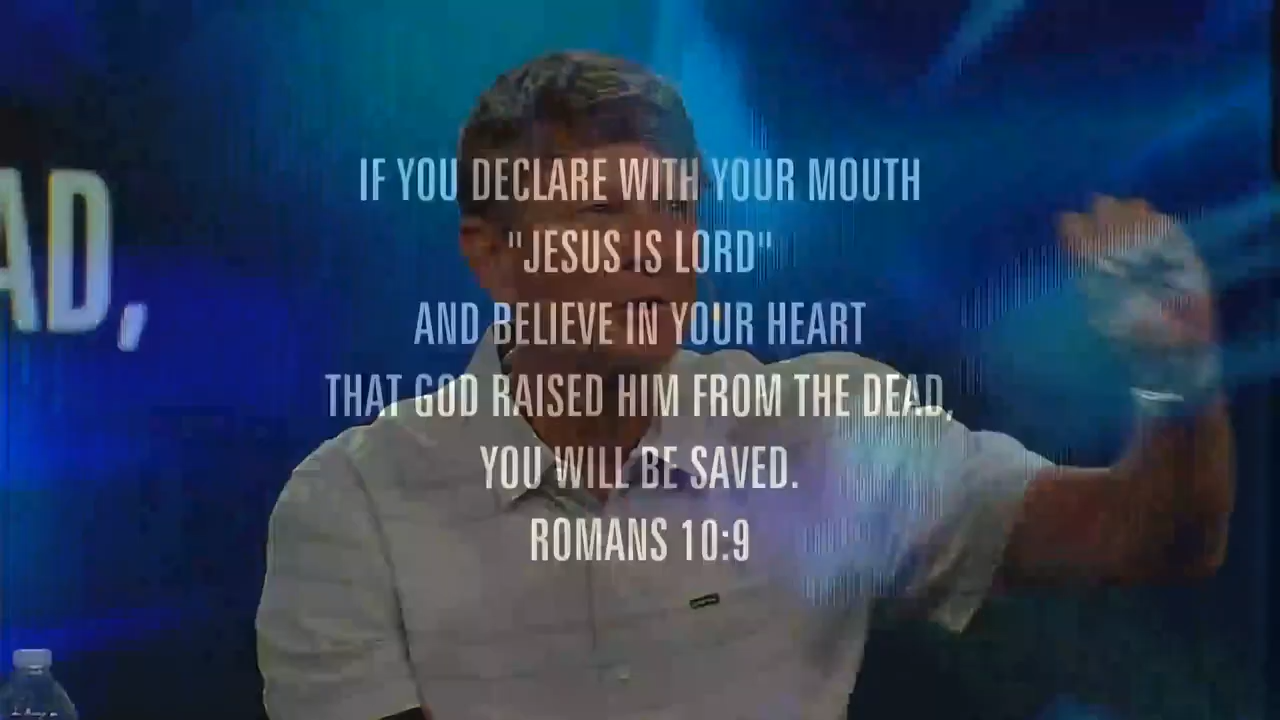 AD,
IF YOU DECLARE WITH YOUR MOUTH
"JESUS IS LORD"
AND BELIEVE IN YOUR HEART
THAT GOD RAISED HIM FROM THE DEAD,
YOU WILL BE SAVED.
ROMANS 10:9